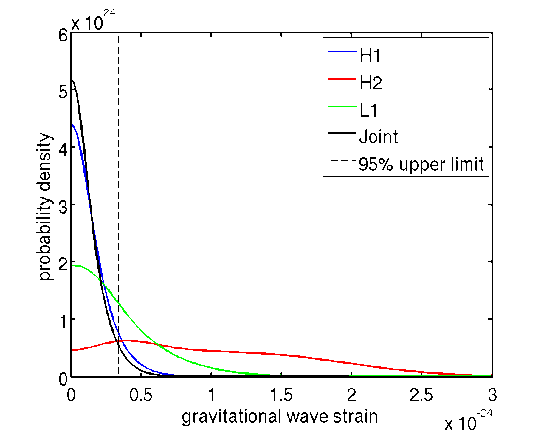 x 10^24
6
5
4
3
2
1
0
probability density
H1
H2
L1
Joint
95% upper limit
0 0.5 1 1.5 2 2.5 3
gravitational wave strain
x 10^-24